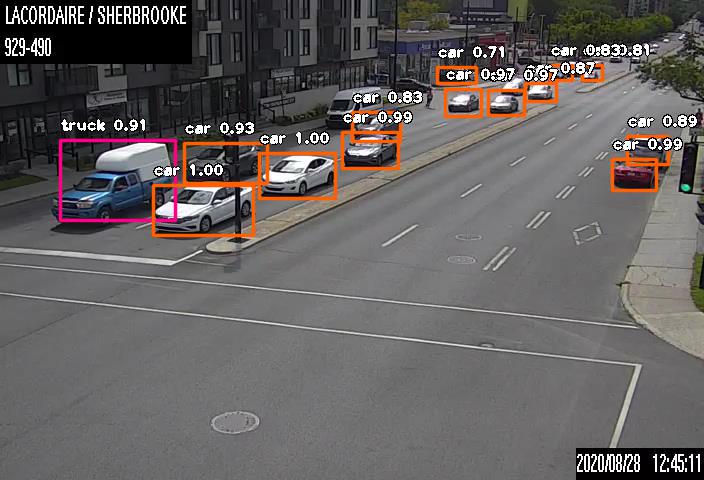 LACORDAIRE / SHERBROOKE
929-490
car 0.71
car 0.83
0.81
car 0.97
0.97
car 0.87
car 0.83
car 0.99
truck 0.91
car 0.93
car 1.00
car 1.00
car 0.89
car 0.99
2020/08/28 12:45:11